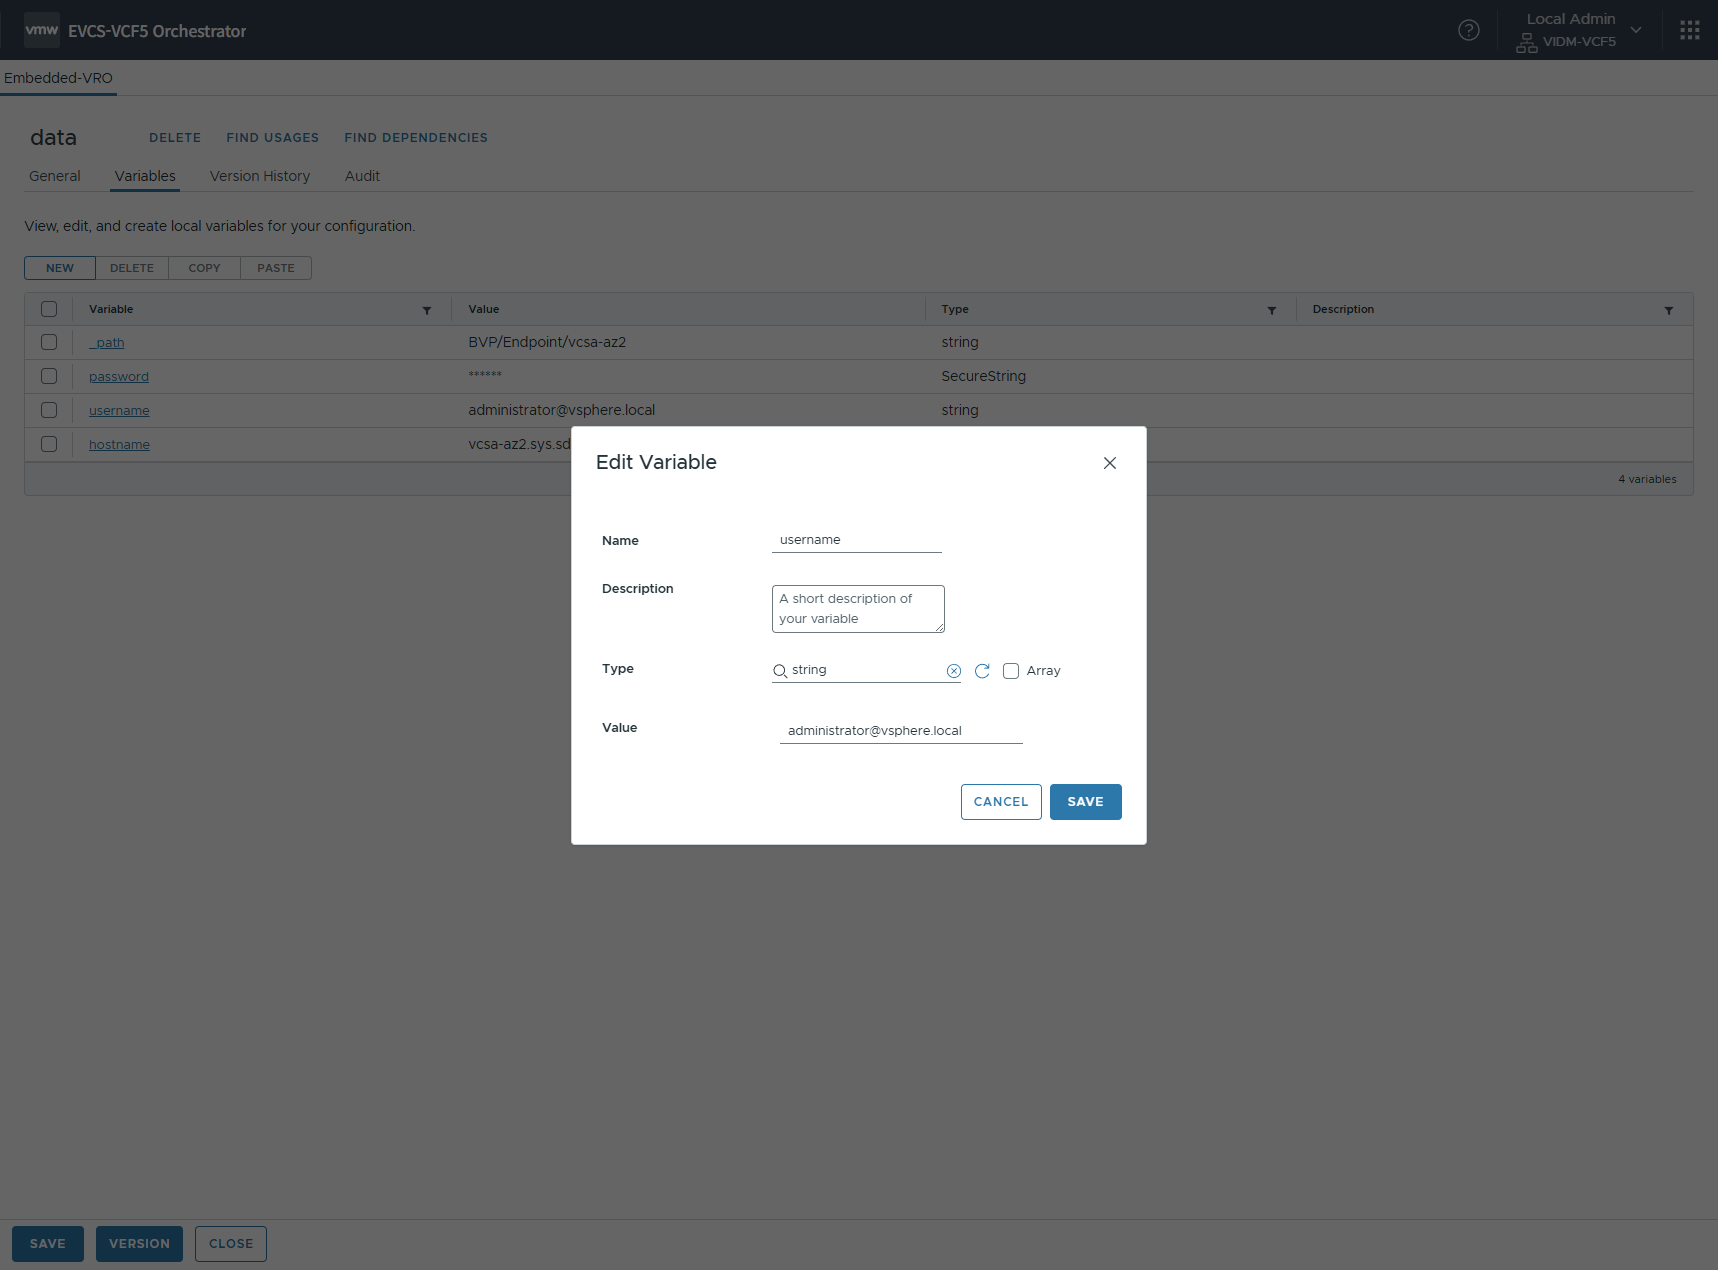 vmw EVCS-VCF5 Orchestrator
Local Admin
VIDM-VCF5
Embedded-VRO
data DELETE FIND USAGES FIND DEPENDENCIES
General Variables Version History Audit
View, edit, and create local variables for your configuration.
NEW DELETE COPY PASTE
Variable Value Type Description
_path BVP/Endpoint/vcsa-az2 string
password ****** SecureString
username administrator@vsphere.local string
hostname vcsa-az2.sys.sd
4 variables
Edit Variable
Name username
Description A short description of
your variable
Type string Array
Value administrator@vsphere.local
CANCEL SAVE
SAVE VERSION CLOSE